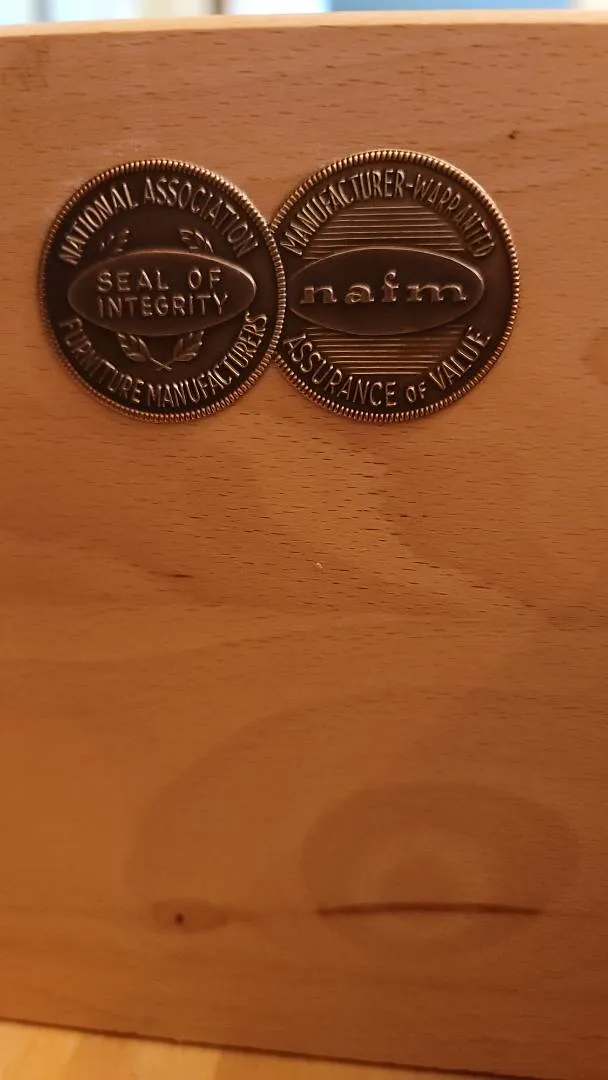 NATIONAL ASSOCIATION
SEAL OF
INTEGRITY
FURNITURE MANUFACTURERS
MANUFACTURER-WARRANTED
nafm
ASSURANCE OF VALUE